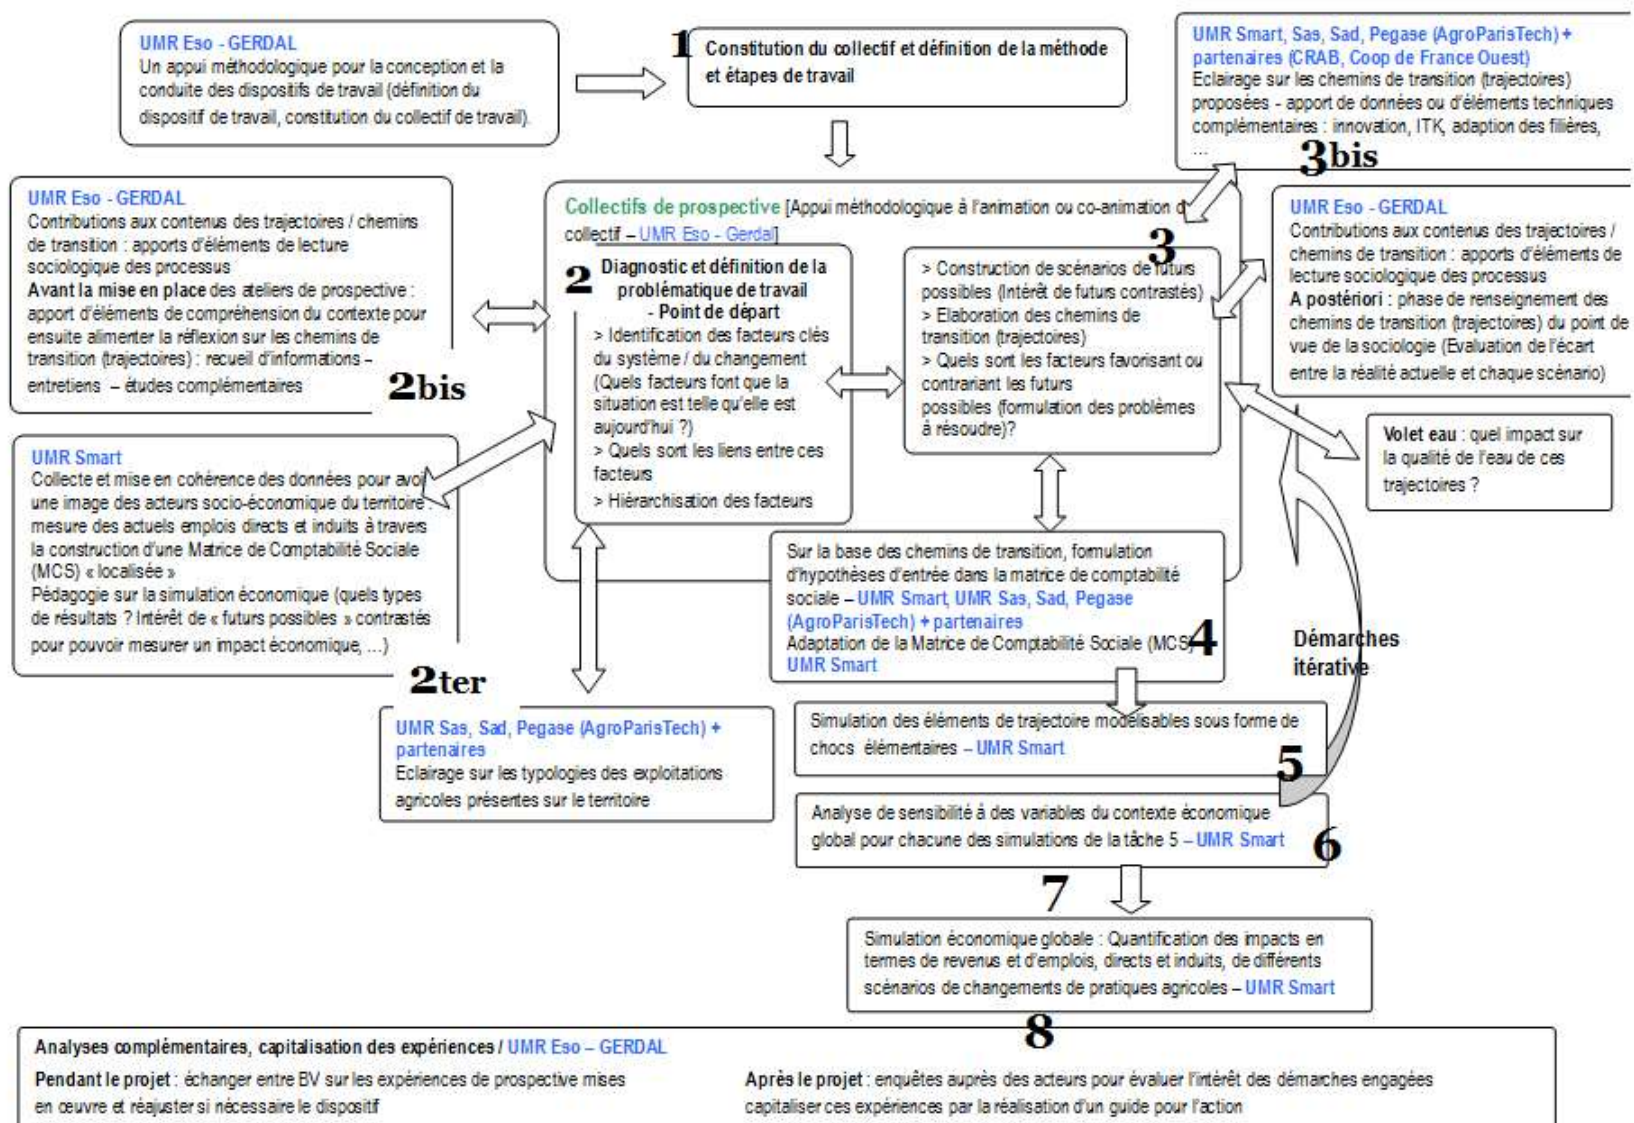 UMR Eso - GERDAL
Un appui méthodologique pour la conception et la
conduite des dispositifs de travail (définition du
dispositif de travail, constitution du collectif de travail).
1
Constitution du collectif et définition de la méthode
et étapes de travail
UMR Smart, Sas, Sad, Pegase (AgroParisTech) +
partenaires (CRAB, Coop de France Ouest)
Eclairage sur les chemins de transition (trajectoires)
proposées - apport de données ou d'éléments techniques
complémentaires : innovation, ITK, adaption des filières,
…
3bis
UMR Eso - GERDAL
Contributions aux contenus des trajectoires / chemins
de transition : apports d'éléments de lecture
sociologique des processus
Avant la mise en place des ateliers de prospective :
apport d'éléments de compréhension du contexte pour
ensuite alimenter la réflexion sur les chemins de
transition (trajectoires) : recueil d'informations –
entretiens – études complémentaires
2bis
Collectifs de prospective [Appui méthodologique à l'animation ou co-animation d
collectif – UMR Eso - Gerdal]
2
Diagnostic et définition de la
problématique de travail
- Point de départ
> Identification des facteurs clés
du système / du changement
(Quels facteurs font que la
situation est telle qu'elle est
aujourd'hui ?)
> Quels sont les liens entre ces
facteurs
> Hiérarchisation des facteurs
3
> Construction de scénarios de futurs
possibles (Intérêt de futurs contrastés)
> Elaboration des chemins de
transition (trajectoires)
> Quels sont les facteurs favorisant ou
contrariant les futurs
possibles (formulation des problèmes
à résoudre)?
UMR Eso - GERDAL
Contributions aux contenus des trajectoires /
chemins de transition : apports d'éléments de
lecture sociologique des processus
A postériori : phase de renseignement des
chemins de transition (trajectoires) du point de
vue de la sociologie (Evaluation de l'écart
entre la réalité actuelle et chaque scénario)
Volet eau : quel impact sur
la qualité de l'eau de ces
trajectoires ?
UMR Smart
Collecte et mise en cohérence des données pour avoi
une image des acteurs socio-économique du territoire :
mesure des actuels emplois directs et induits à travers
la construction d'une Matrice de Comptabilité Sociale
(MCS) « localisée »
Pédagogie sur la simulation économique (quels types
de résultats ? Intérêt de « futurs possibles » contrastés
pour pouvoir mesurer un impact économique, …)
2ter
UMR Sas, Sad, Pegase (AgroParisTech) +
partenaires
Eclairage sur les typologies des exploitations
agricoles présentes sur le territoire
Sur la base des chemins de transition, formulation
d'hypothèses d'entrée dans la matrice de comptabilité
sociale – UMR Smart, UMR Sas, Sad, Pegase
(AgroParisTech) + partenaires
Adaptation de la Matrice de Comptabilité Sociale (MCS)
UMR Smart
4
Démarches
itérative
Simulation des éléments de trajectoire modélisables sous forme de
chocs élémentaires – UMR Smart
5
Analyse de sensibilité à des variables du contexte économique
global pour chacune des simulations de la tâche 5 – UMR Smart
6
7
Simulation économique globale : Quantification des impacts en
termes de revenus et d'emplois, directs et induits, de différents
scénarios de changements de pratiques agricoles – UMR Smart
8
Analyses complémentaires, capitalisation des expériences / UMR Eso – GERDAL
Pendant le projet : échanger entre BV sur les expériences de prospective mises
en œuvre et réajuster si nécessaire le dispositif
Après le projet : enquêtes auprès des acteurs pour évaluer l'intérêt des démarches engagées
capitaliser ces expériences par la réalisation d'un guide pour l'action